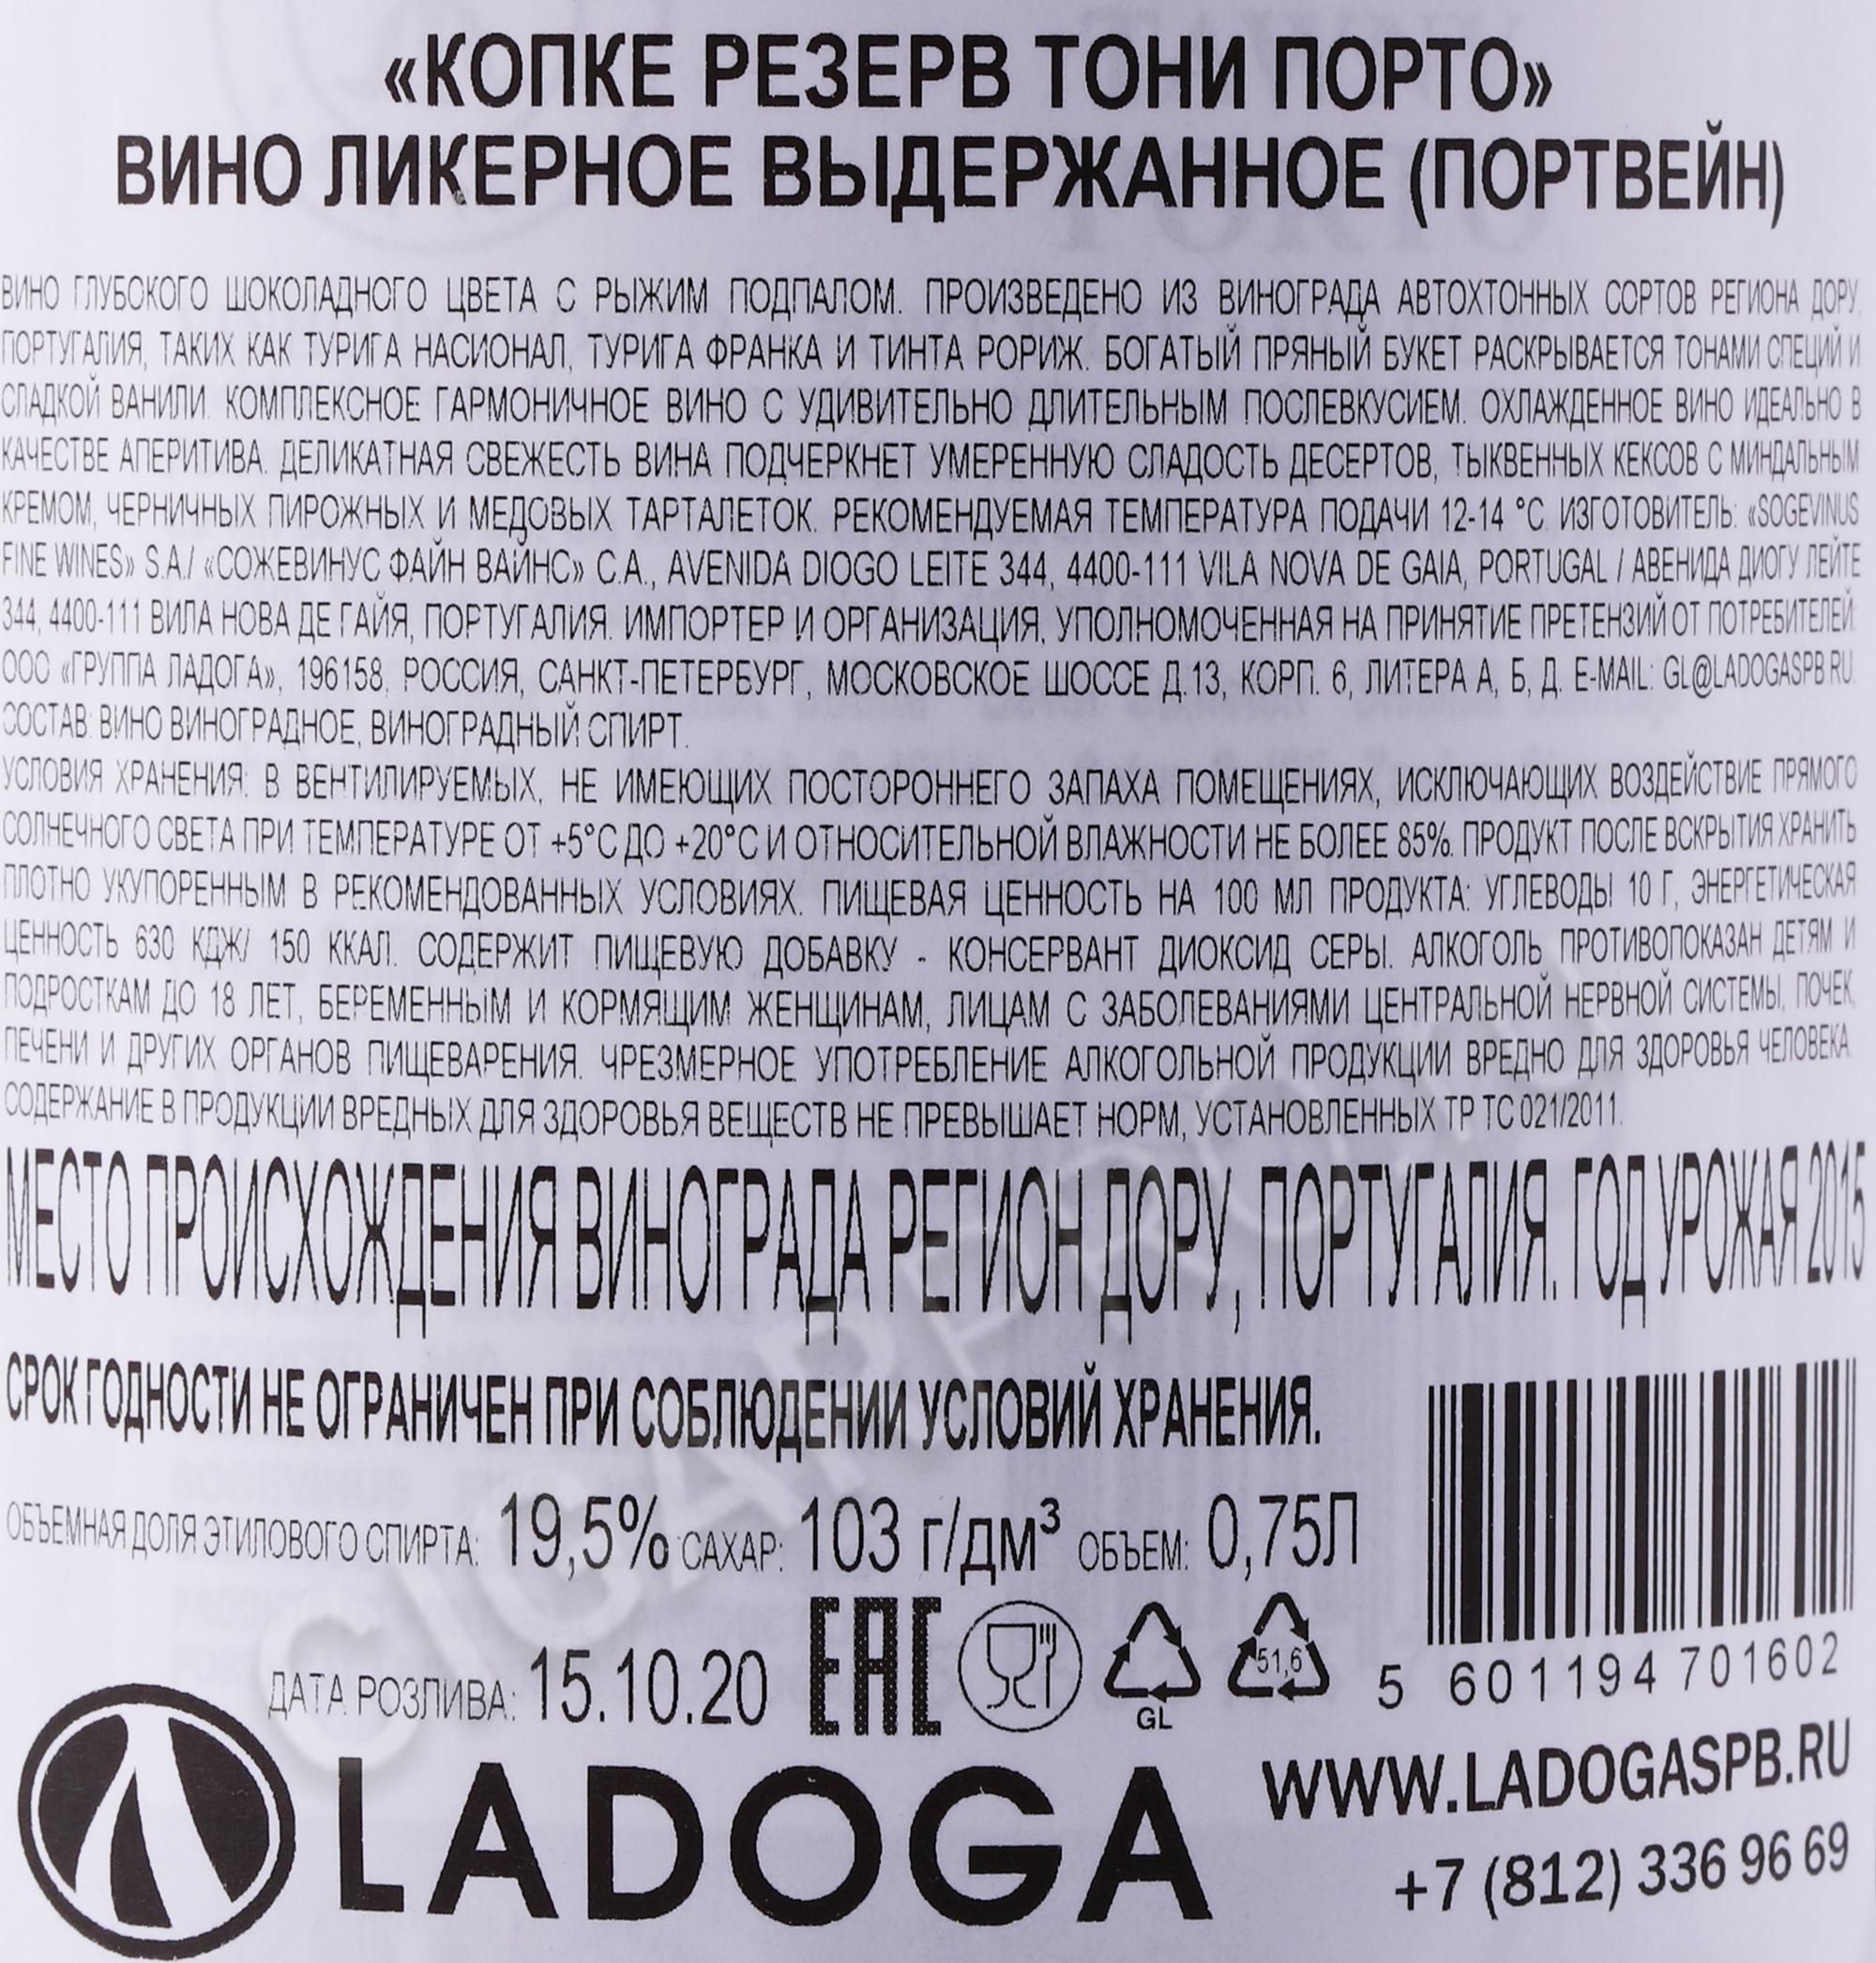 «КОПКЕ РЕЗЕРВ ТОНИ ПОРТО»
ВИНО ЛИКЕРНОЕ ВЫДЕРЖАННОЕ (ПОРТВЕЙН)
ВИНО ГЛУБОКОГО ШОКОЛАДНОГО ЦВЕТА С РЫЖИМ ПОДПАЛОМ. ПРОИЗВЕДЕНО ИЗ ВИНОГРАДА АВТОХТОННЫХ СОРТОВ РЕГИОНА ДОРУ,
ПОРТУГАЛИЯ, ТАКИХ КАК ТУРИГА НАСИОНАЛ, ТУРИГА ФРАНКА И ТИНТА РОРИЖ. БОГАТЫЙ ПРЯНЫЙ БУКЕТ РАСКРЫВАЕТСЯ ТОНАМИ СПЕЦИЙ И
СЛАДКОЙ ВАНИЛИ. КОМПЛЕКСНОЕ ГАРМОНИЧНОЕ ВИНО С УДИВИТЕЛЬНО ДЛИТЕЛЬНЫМ ПОСЛЕВКУСИЕМ. ОХЛАЖДЕННОЕ ВИНО ИДЕАЛЬНО В
КАЧЕСТВЕ АПЕРИТИВА. ДЕЛИКАТНАЯ СВЕЖЕСТЬ ВИНА ПОДЧЕРКНЕТ УМЕРЕННУЮ СЛАДОСТЬ ДЕСЕРТОВ, ТЫКВЕННЫХ КЕКСОВ С МИНДАЛЬНЫМ
КРЕМОМ, ЧЕРНИЧНЫХ ПИРОЖНЫХ И МЕДОВЫХ ТАРТАЛЕТОК. РЕКОМЕНДУЕМАЯ ТЕМПЕРАТУРА ПОДАЧИ 12-14 °С. ИЗГОТОВИТЕЛЬ: «SOGEVINUS
FINE WINES» S.A./ «СОЖЕВИНУС ФАЙН ВАЙНС» С.А., AVENIDA DIOGO LEITE 344, 4400-111 VILA NOVA DE GAIA, PORTUGAL / АВЕНИДА ДИОГУ ЛЕЙТЕ
344, 4400-111 ВИЛА НОВА ДЕ ГАЙЯ, ПОРТУГАЛИЯ. ИМПОРТЕР И ОРГАНИЗАЦИЯ, УПОЛНОМОЧЕННАЯ НА ПРИНЯТИЕ ПРЕТЕНЗИЙ ОТ ПОТРЕБИТЕЛЕЙ:
ООО «ГРУППА ЛАДОГА», 196158, РОССИЯ, САНКТ-ПЕТЕРБУРГ, МОСКОВСКОЕ ШОССЕ Д.13, КОРП. 6, ЛИТЕРА А, Б, Д. E-MAIL: GL@LADOGASPB.RU.
СОСТАВ: ВИНО ВИНОГРАДНОЕ, ВИНОГРАДНЫЙ СПИРТ.
УСЛОВИЯ ХРАНЕНИЯ: В ВЕНТИЛИРУЕМЫХ, НЕ ИМЕЮЩИХ ПОСТОРОННЕГО ЗАПАХА ПОМЕЩЕНИЯХ, ИСКЛЮЧАЮЩИХ ВОЗДЕЙСТВИЕ ПРЯМОГО
СОЛНЕЧНОГО СВЕТА ПРИ ТЕМПЕРАТУРЕ ОТ +5°С ДО +20°С И ОТНОСИТЕЛЬНОЙ ВЛАЖНОСТИ НЕ БОЛЕЕ 85%. ПРОДУКТ ПОСЛЕ ВСКРЫТИЯ ХРАНИТЬ
ПЛОТНО УКУПОРЕННЫМ В РЕКОМЕНДОВАННЫХ УСЛОВИЯХ. ПИЩЕВАЯ ЦЕННОСТЬ НА 100 МЛ ПРОДУКТА: УГЛЕВОДЫ 10 Г, ЭНЕРГЕТИЧЕСКАЯ
ЦЕННОСТЬ 630 КДЖ/ 150 ККАЛ. СОДЕРЖИТ ПИЩЕВУЮ ДОБАВКУ - КОНСЕРВАНТ ДИОКСИД СЕРЫ. АЛКОГОЛЬ ПРОТИВОПОКАЗАН ДЕТЯМ И
ПОДРОСТКАМ ДО 18 ЛЕТ, БЕРЕМЕННЫМ И КОРМЯЩИМ ЖЕНЩИНАМ, ЛИЦАМ С ЗАБОЛЕВАНИЯМИ ЦЕНТРАЛЬНОЙ НЕРВНОЙ СИСТЕМЫ, ПОЧЕК,
ПЕЧЕНИ И ДРУГИХ ОРГАНОВ ПИЩЕВАРЕНИЯ. ЧРЕЗМЕРНОЕ УПОТРЕБЛЕНИЕ АЛКОГОЛЬНОЙ ПРОДУКЦИИ ВРЕДНО ДЛЯ ЗДОРОВЬЯ ЧЕЛОВЕКА.
СОДЕРЖАНИЕ В ПРОДУКЦИИ ВРЕДНЫХ ДЛЯ ЗДОРОВЬЯ ВЕЩЕСТВ НЕ ПРЕВЫШАЕТ НОРМ, УСТАНОВЛЕННЫХ ТР ТС 021/2011.
МЕСТО ПРОИСХОЖДЕНИЯ ВИНОГРАДА РЕГИОН ДОРУ, ПОРТУГАЛИЯ. ГОД УРОЖАЯ 2015
СРОК ГОДНОСТИ НЕ ОГРАНИЧЕН ПРИ СОБЛЮДЕНИИ УСЛОВИЙ ХРАНЕНИЯ.
ОБЪЕМНАЯ ДОЛЯ ЭТИЛОВОГО СПИРТА: 19,5% САХАР: 103 г/дм³ ОБЪЕМ: 0,75Л
ДАТА РОЗЛИВА: 15.10.20 EAC
GL
51,6
5 601194 701602
LADOGA
WWW.LADOGASPB.RU
+7 (812) 336 96 69